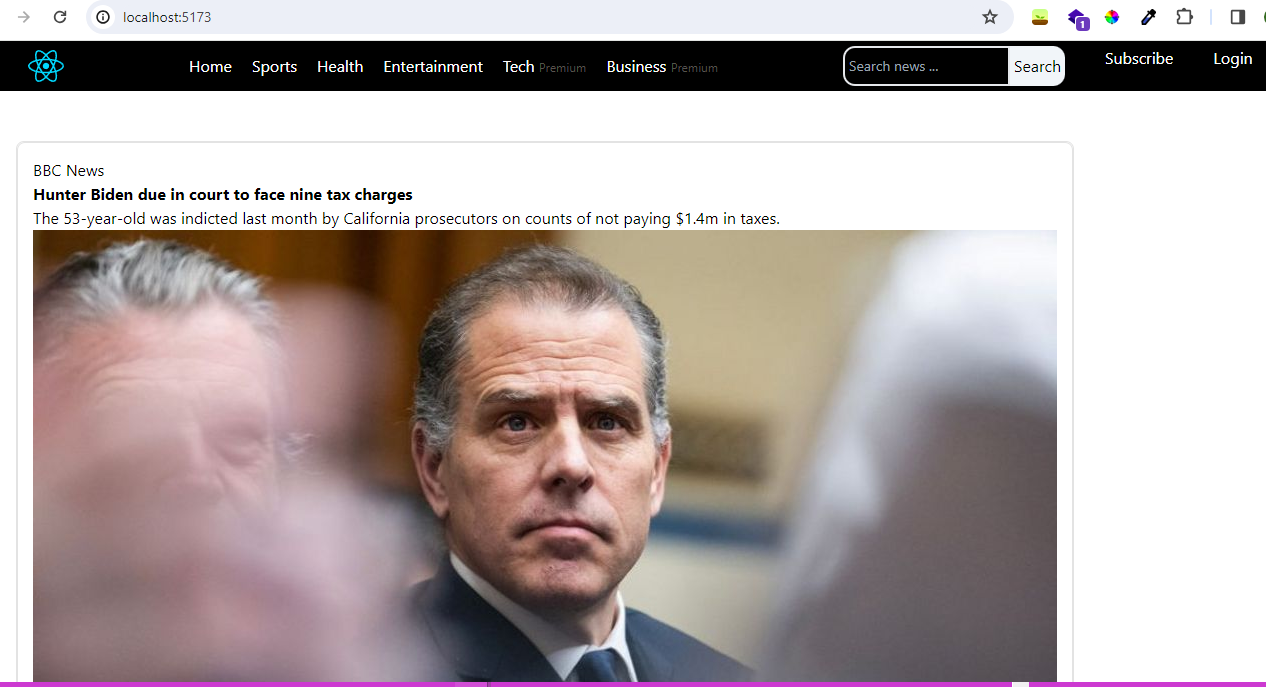 localhost:5173
1
Home Sports Health Entertainment Tech Premium Business Premium Search news ... Search Subscribe Login
BBC News
Hunter Biden due in court to face nine tax charges
The 53-year-old was indicted last month by California prosecutors on counts of not paying $1.4m in taxes.